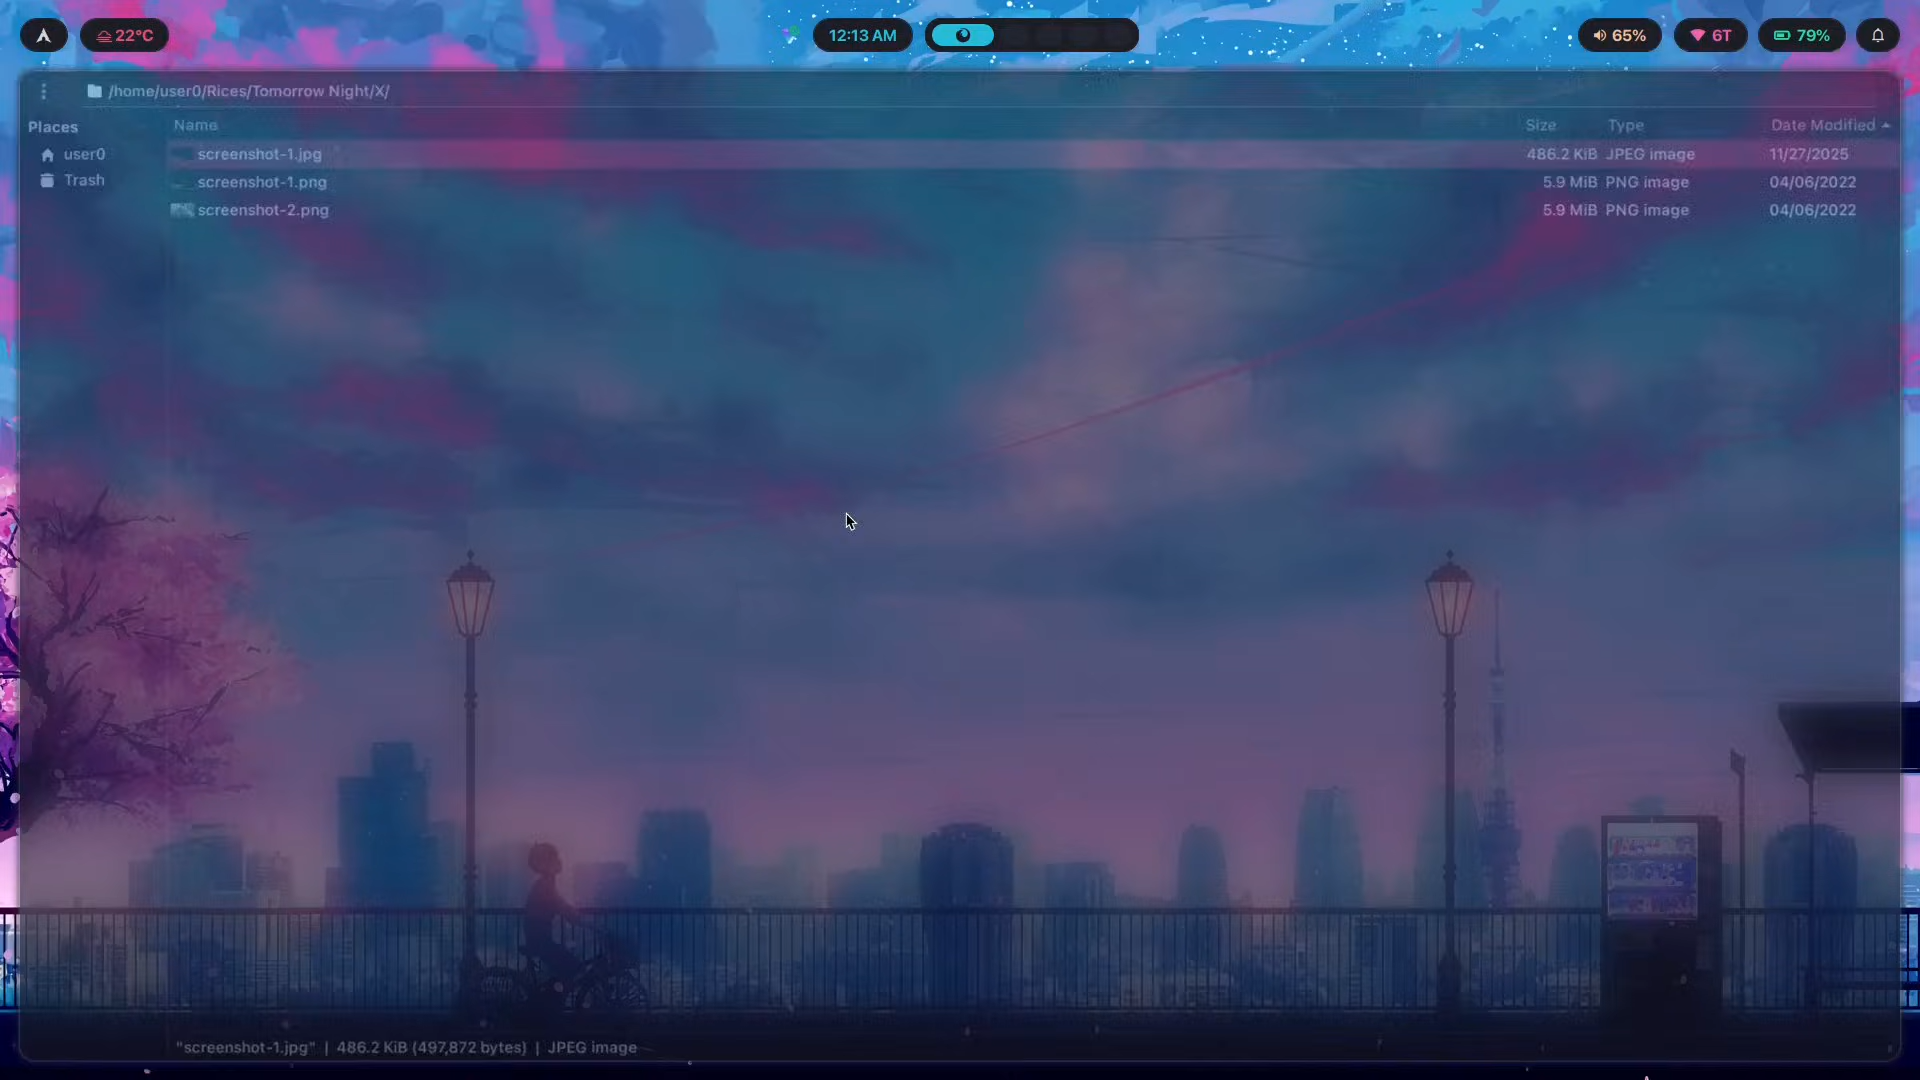 22°C
12:13 AM
65%
6T
79%
/home/user0/Rices/Tomorrow Night/X/
Places
user0
Trash
Name Size Type Date Modified
screenshot-1.jpg 486.2 KiB JPEG image 11/27/2025
screenshot-1.png 5.9 MiB PNG image 04/06/2022
screenshot-2.png 5.9 MiB PNG image 04/06/2022
"screenshot-1.jpg" | 486.2 KiB (497,872 bytes) | JPEG image